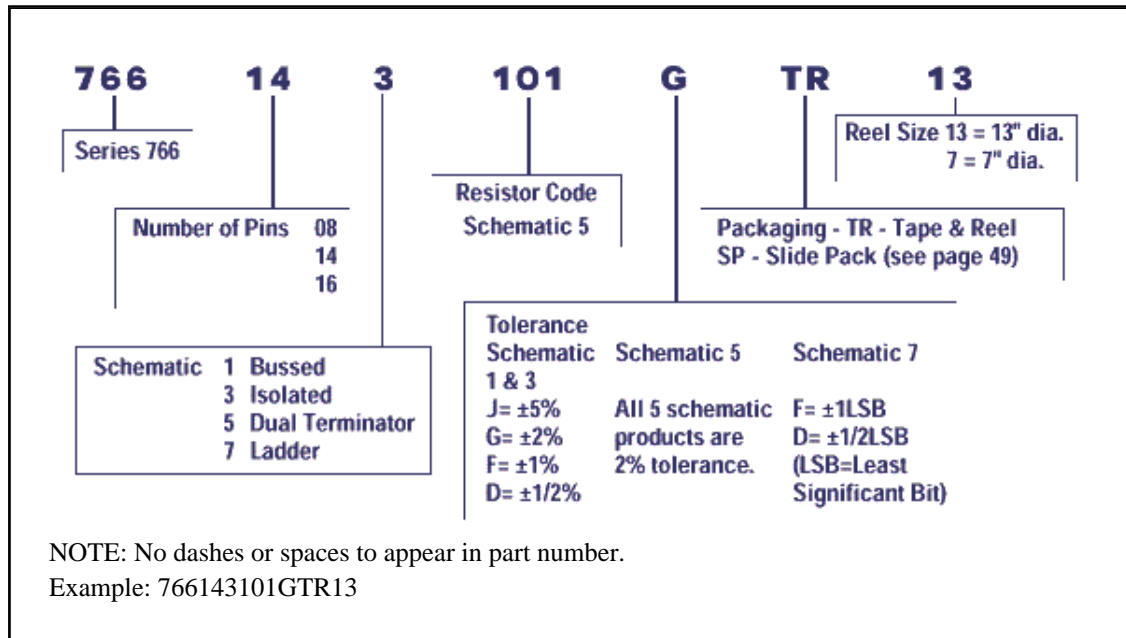 766 14 3 101 G TR 13
Series 766
Reel Size 13 = 13" dia.
7 = 7" dia.
Number of Pins 08
14
16
Resistor Code
Schematic 5
Packaging - TR - Tape & Reel
SP - Slide Pack (see page 49)
Schematic 1 Bussed
3 Isolated
5 Dual Terminator
7 Ladder
Tolerance
Schematic Schematic 5 Schematic 7
1 & 3
J= ±5% All 5 schematic F= ±1LSB
G= ±2% products are D= ±1/2LSB
F= ±1% 2% tolerance. (LSB=Least
D= ±1/2% Significant Bit)
NOTE: No dashes or spaces to appear in part number.
Example: 766143101GTR13